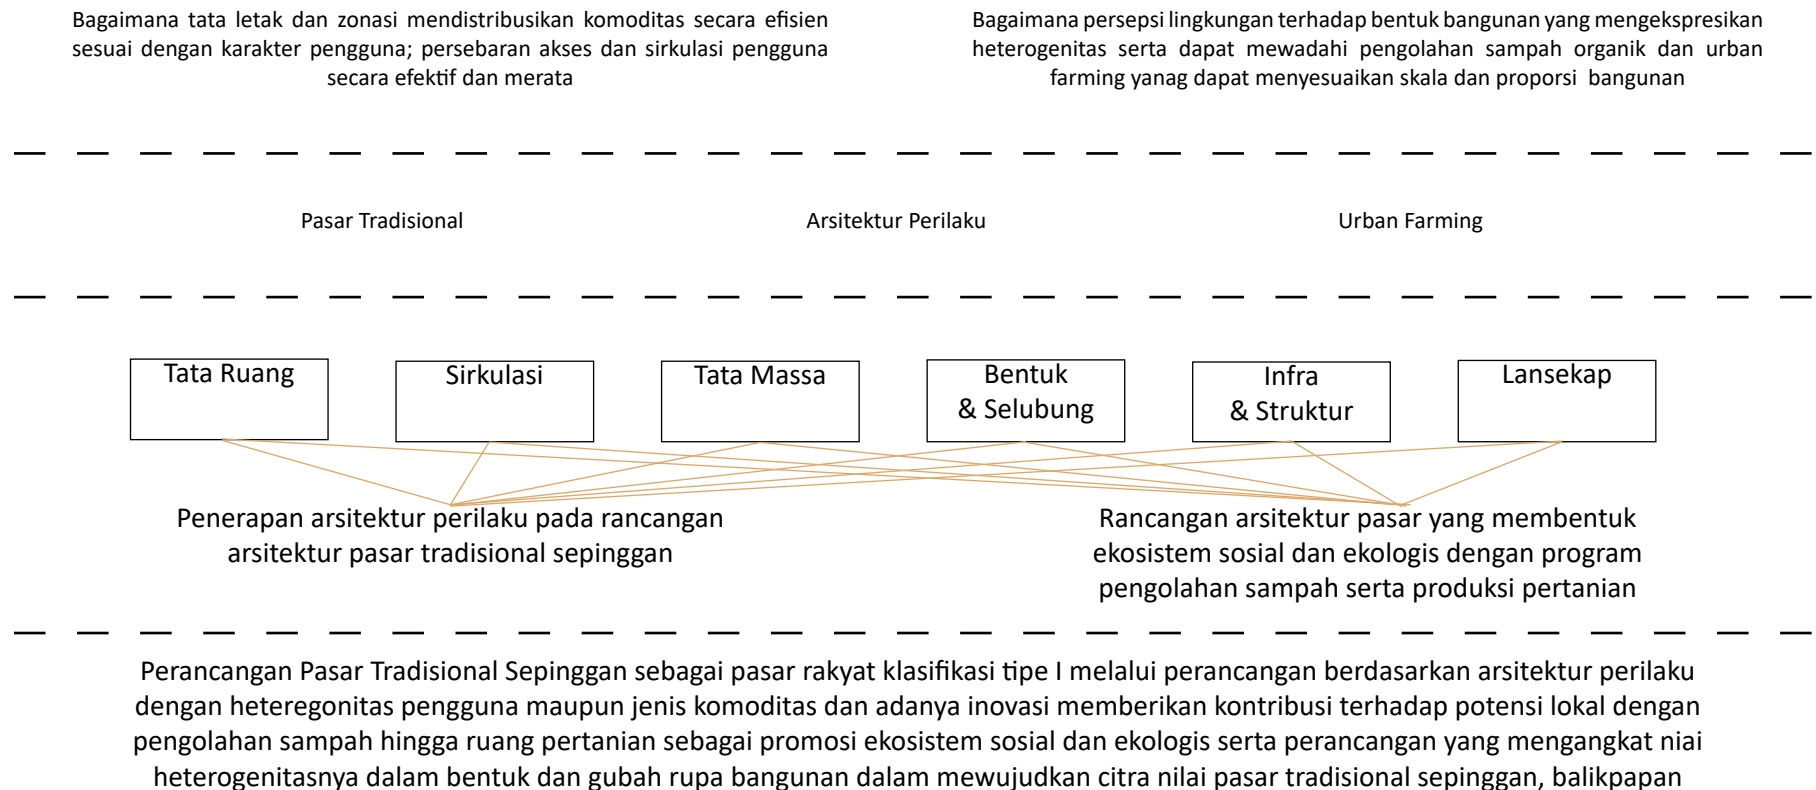 Bagaimana tata letak dan zonasi mendistribusikan komoditas secara efisien
sesuai dengan karakter pengguna; persebaran akses dan sirkulasi pengguna
secara efektif dan merata
Bagaimana persepsi lingkungan terhadap bentuk bangunan yang mengekspresikan
heterogenitas serta dapat mewadahi pengolahan sampah organik dan urban
farming yanag dapat menyesuaikan skala dan proporsi bangunan
Pasar Tradisional
Arsitektur Perilaku
Urban Farming
Tata Ruang
Sirkulasi
Tata Massa
Bentuk
& Selubung
Infra
& Struktur
Lansekap
Penerapan arsitektur perilaku pada rancangan
arsitektur pasar tradisional sepinggan
Rancangan arsitektur pasar yang membentuk
ekosistem sosial dan ekologis dengan program
pengolahan sampah serta produksi pertanian
Perancangan Pasar Tradisional Sepinggan sebagai pasar rakyat klasifikasi tipe I melalui perancangan berdasarkan arsitektur perilaku
dengan heteregonitas pengguna maupun jenis komoditas dan adanya inovasi memberikan kontribusi terhadap potensi lokal dengan
pengolahan sampah hingga ruang pertanian sebagai promosi ekosistem sosial dan ekologis serta perancangan yang mengangkat niai
heterogenitasnya dalam bentuk dan gubah rupa bangunan dalam mewujudkan citra nilai pasar tradisional sepinggan, balikpapan